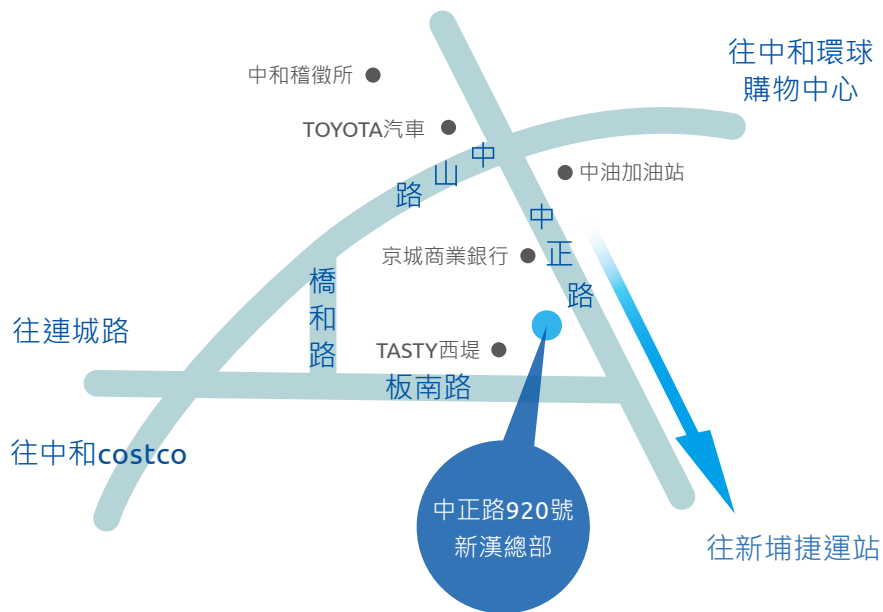 往中和環球
購物中心
中和稽徵所
TOYOTA汽車
中山路
中油加油站
中正路
京城商業銀行
橋和路
往連城路
TASTY西堤
板南路
往中和costco
中正路920號
新漢總部
往新埔捷運站